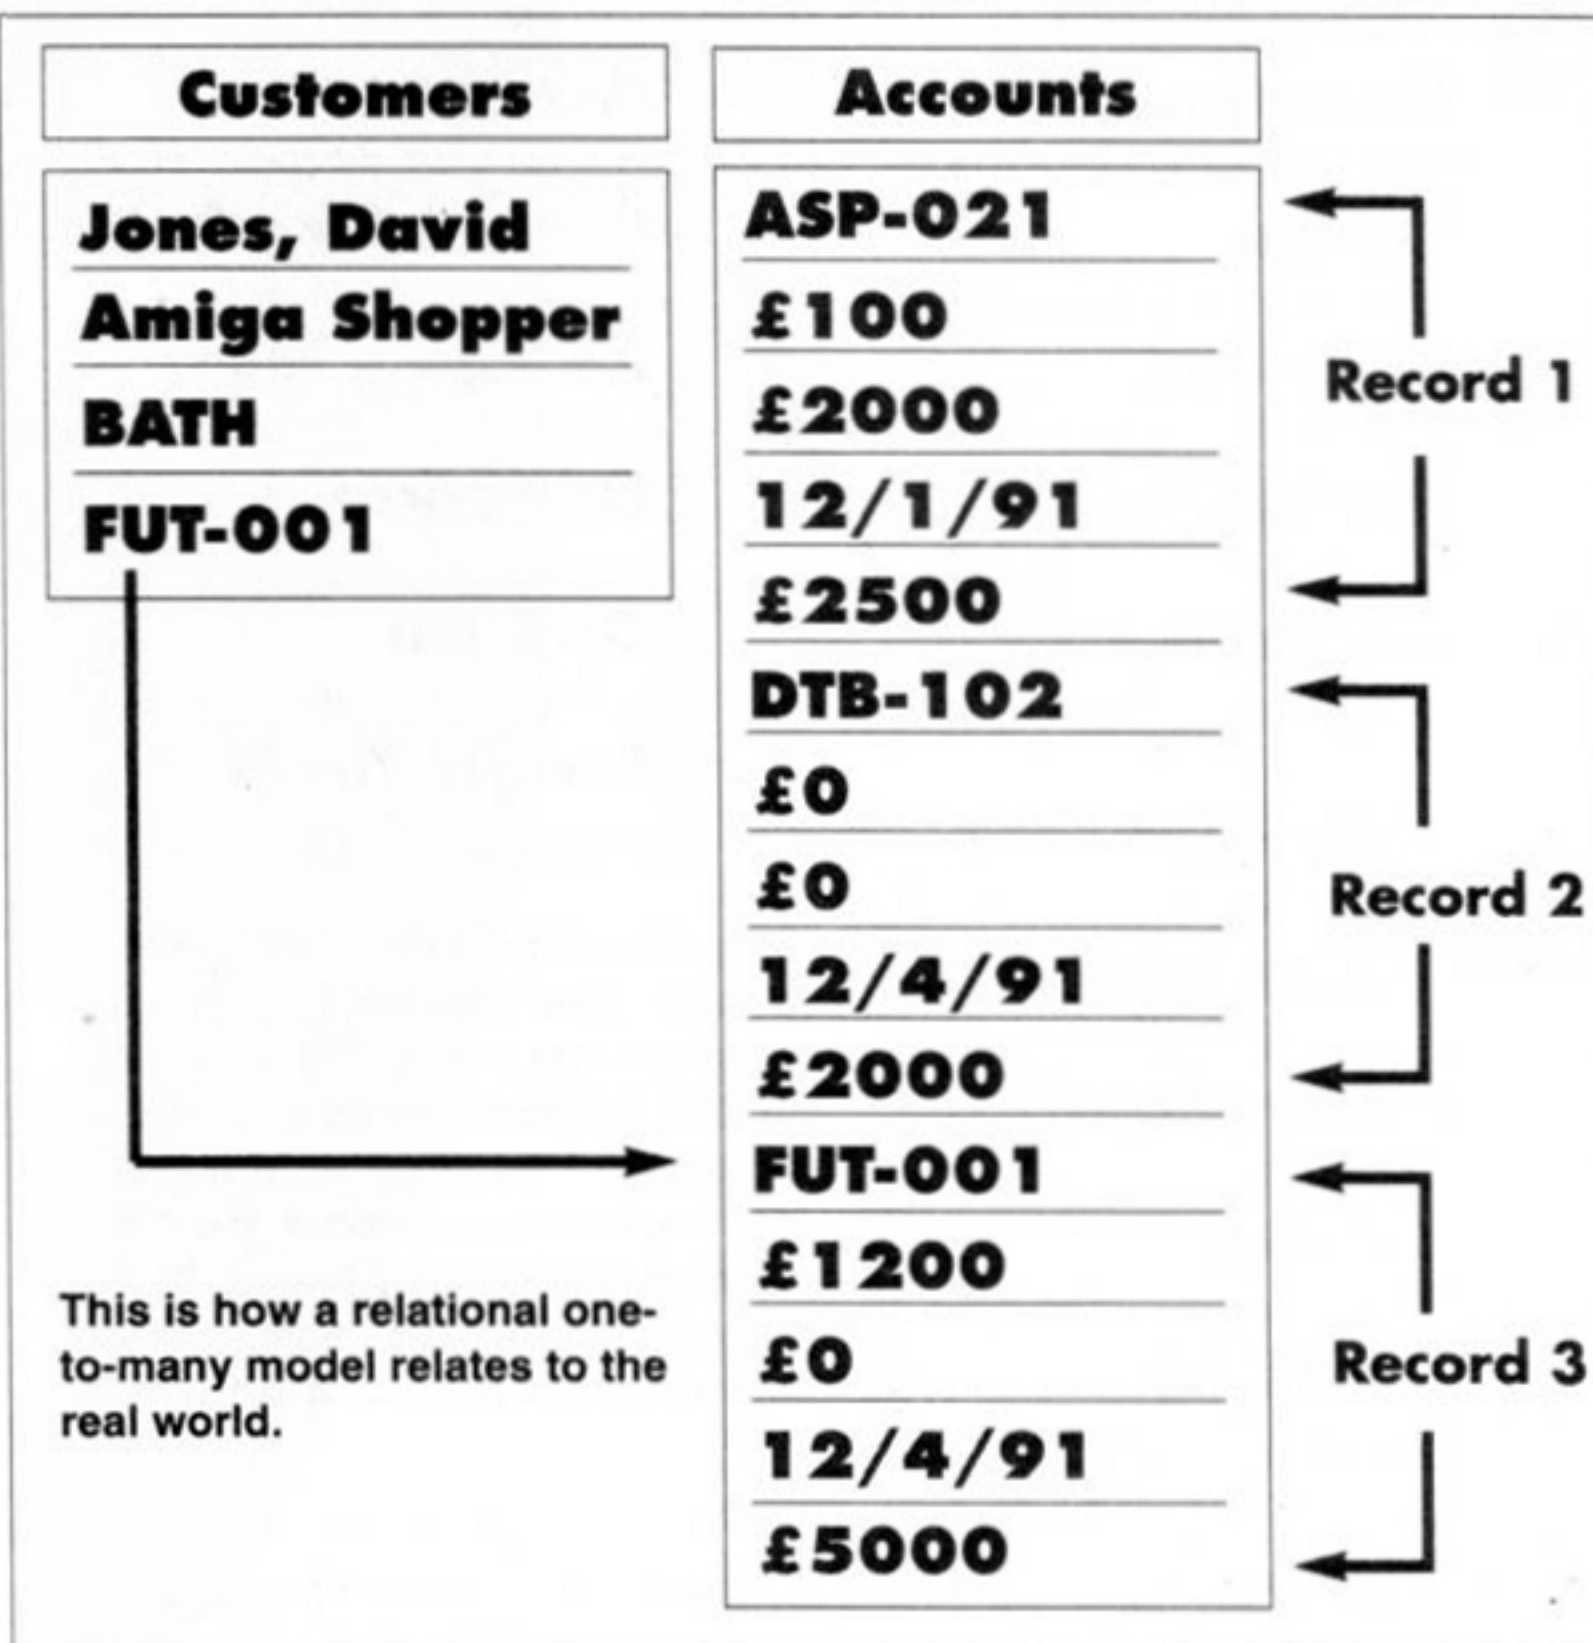 Customers
Jones, David
Amiga Shopper
BATH
FUT-001
This is how a relational one-
to-many model relates to the
real world.
Accounts
ASP-021
£100
£2000
12/1/91
£2500
DTB-102
£0
£0
12/4/91
£2000
FUT-001
£1200
£0
12/4/91
£5000
Record 1
Record 2
Record 3